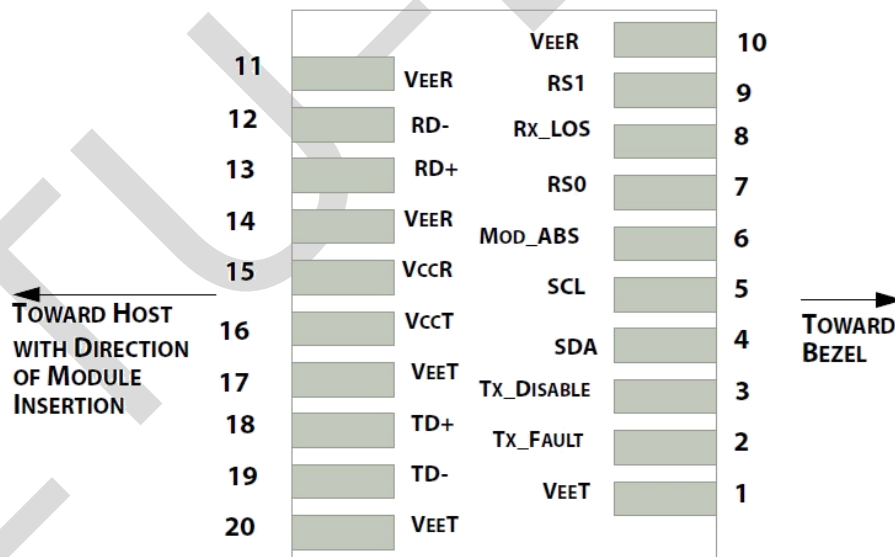 11
VEER
12
RD-
13
RD+
14
VEER
15
VCCR
16
VCCT
17
VEET
18
TD+
19
TD-
20
VEET
VEER
10
RS1
9
RX_LOS
8
RS0
7
MOD_ABS
6
SCL
5
SDA
4
TX_DISABLE
3
TX_FAULT
2
VEET
1
TOWARD HOST
WITH DIRECTION
OF MODULE
INSERTION
TOWARD
BEZEL